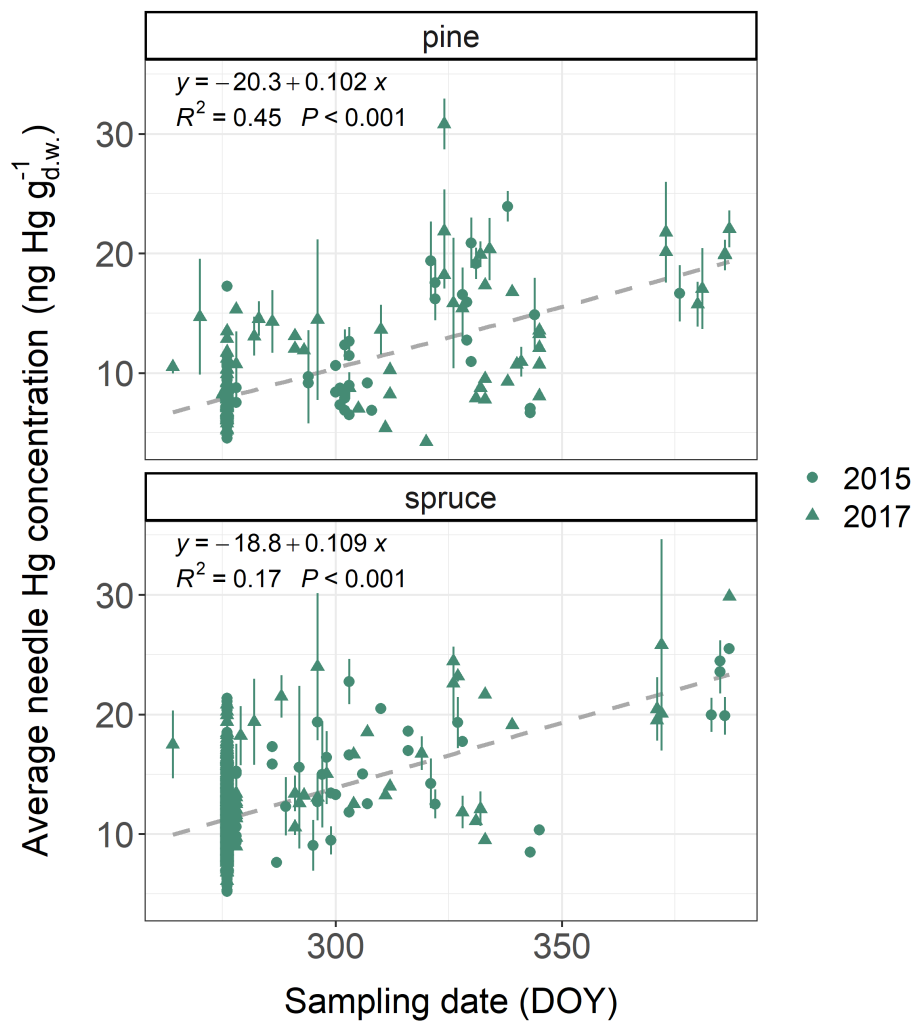 pine
y = −20.3 + 0.102 x
R² = 0.45 P < 0.001
30
20
10
spruce
y = −18.8 + 0.109 x
R² = 0.17 P < 0.001
30
20
10
300 350
Sampling date (DOY)
Average needle Hg concentration (ng Hg g⁻¹d.w.)
2015
2017